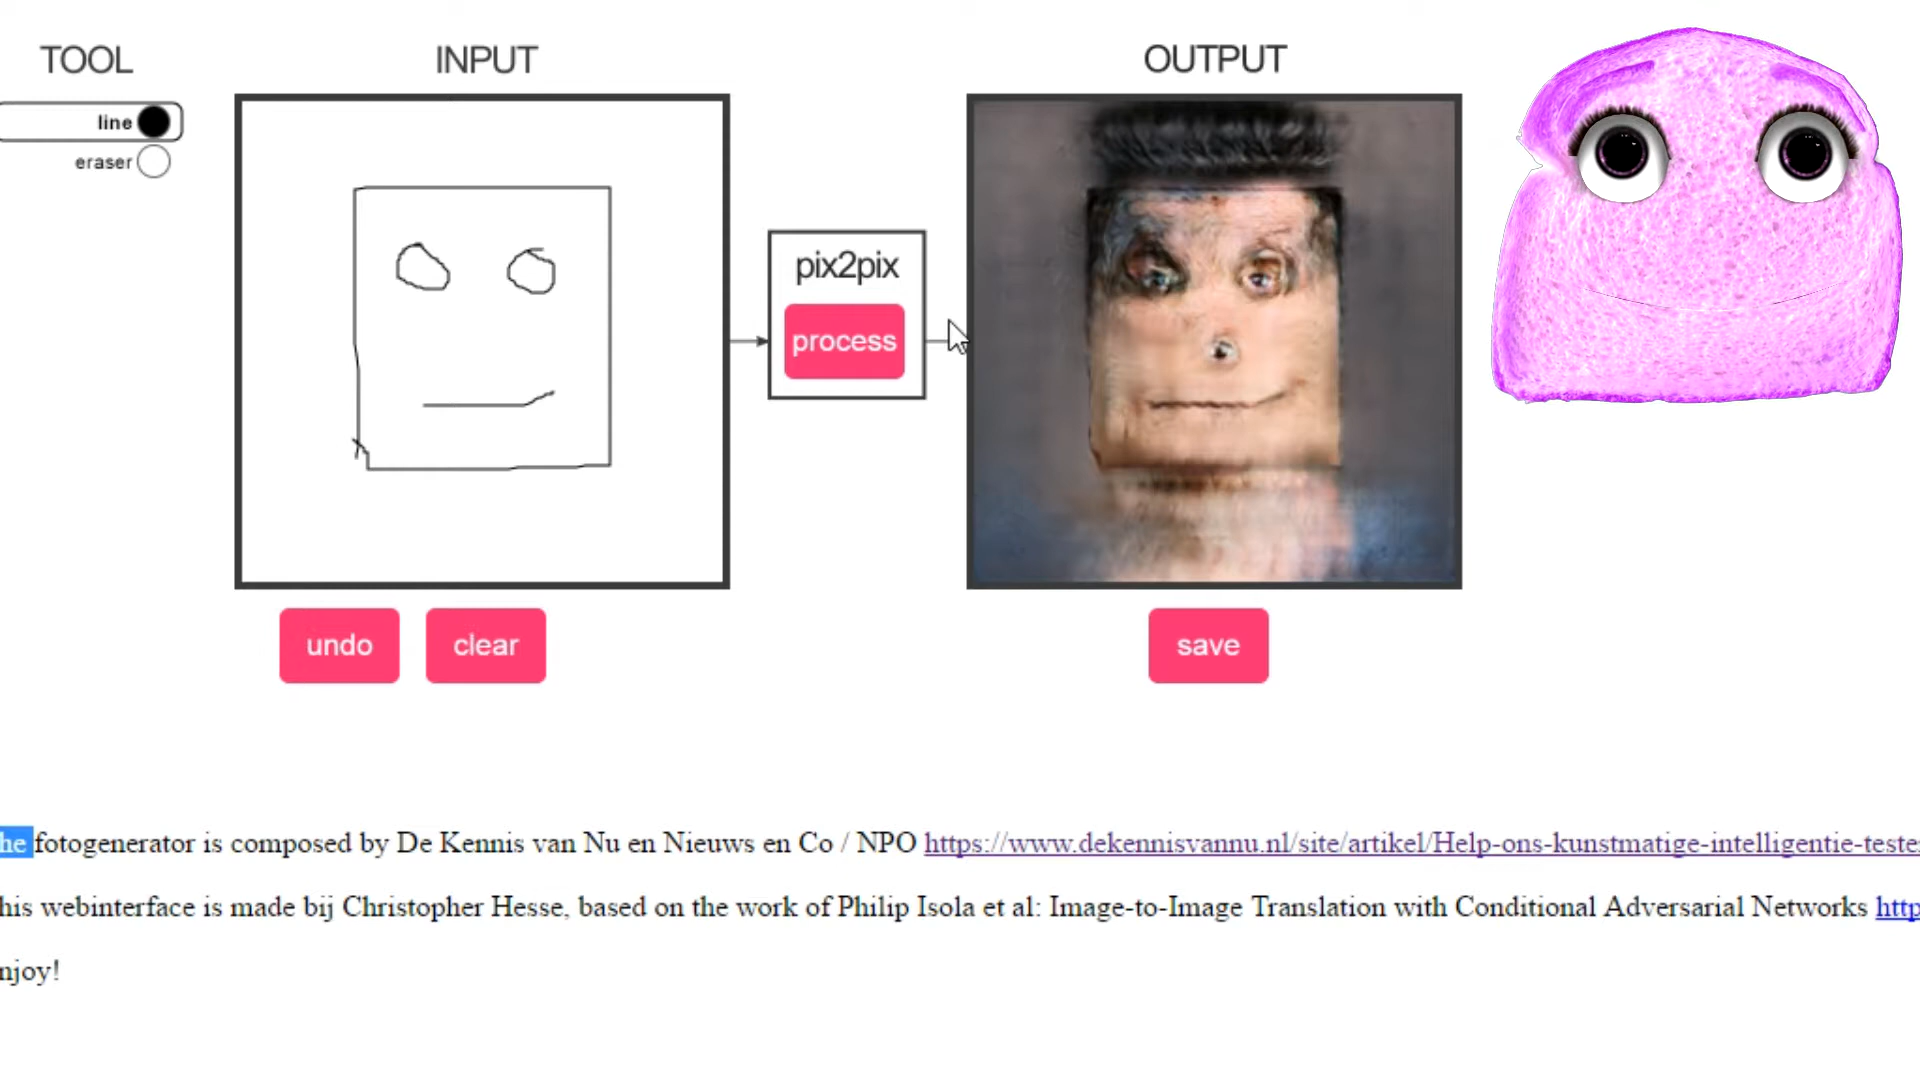 TOOL
INPUT
OUTPUT
line
eraser
pix2pix
process
undo
clear
save
he fotogenerator is composed by De Kennis van Nu en Nieuws en Co / NPO https://www.dekennisvannu.nl/site/artikel/Help-ons-kunstmatige-intelligentie-teste
his webinterface is made bij Christopher Hesse, based on the work of Philip Isola et al: Image-to-Image Translation with Conditional Adversarial Networks http
njoy!